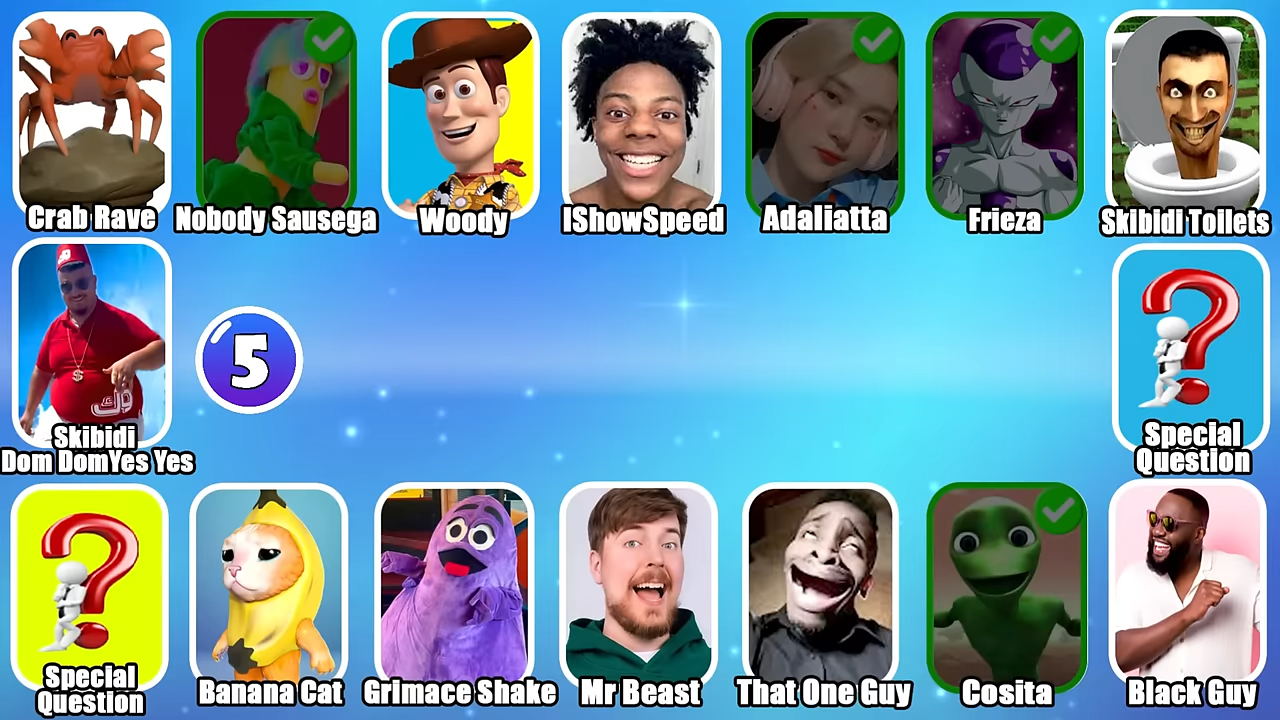 Crab Rave
Nobody Sausega
Woody
IShowSpeed
Adaliatta
Frieza
Skibidi Toilets
Skibidi
Dom DomYes Yes
5
Special
Question
Special
Question
Banana Cat
Grimace Shake
Mr Beast
That One Guy
Cosita
Black Guy